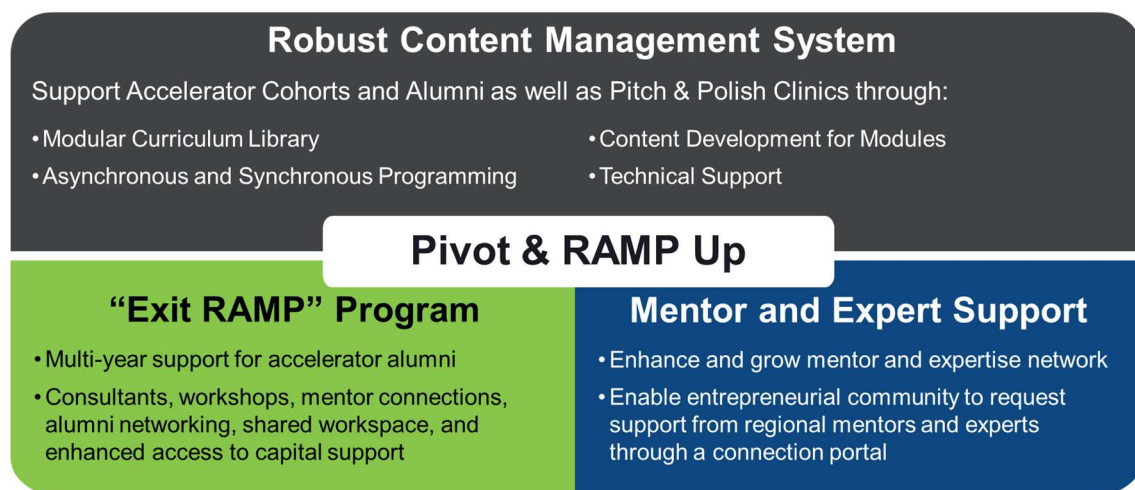 Robust Content Management System
Support Accelerator Cohorts and Alumni as well as Pitch & Polish Clinics through:
• Modular Curriculum Library
• Asynchronous and Synchronous Programming
• Content Development for Modules
• Technical Support
Pivot & RAMP Up
“Exit RAMP” Program
• Multi-year support for accelerator alumni
• Consultants, workshops, mentor connections,
alumni networking, shared workspace, and
enhanced access to capital support
Mentor and Expert Support
• Enhance and grow mentor and expertise network
• Enable entrepreneurial community to request
support from regional mentors and experts
through a connection portal